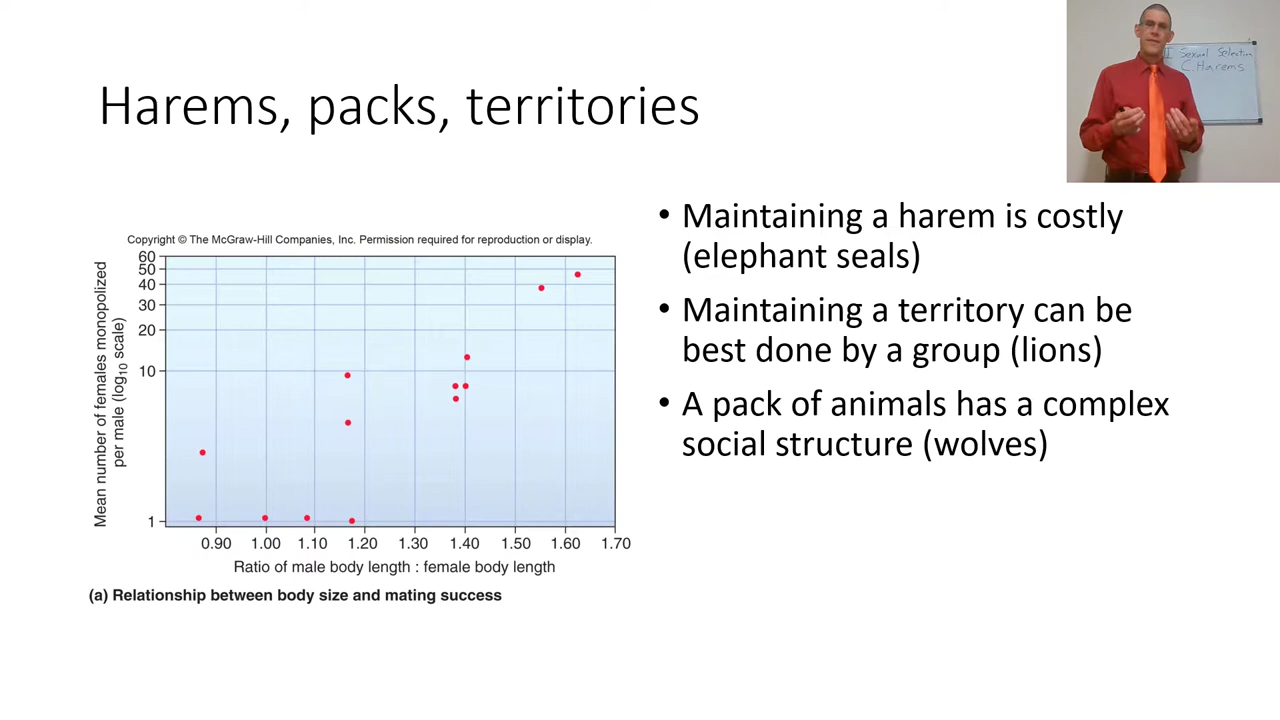 II Sexual Selection
C. Harems
Harems, packs, territories
Copyright © The McGraw-Hill Companies, Inc. Permission required for reproduction or display.
Mean number of females monopolized
per male (log10 scale)
60
50
40
30
20
10
1
0.90 1.00 1.10 1.20 1.30 1.40 1.50 1.60 1.70
Ratio of male body length : female body length
(a) Relationship between body size and mating success
• Maintaining a harem is costly
(elephant seals)
• Maintaining a territory can be
best done by a group (lions)
• A pack of animals has a complex
social structure (wolves)